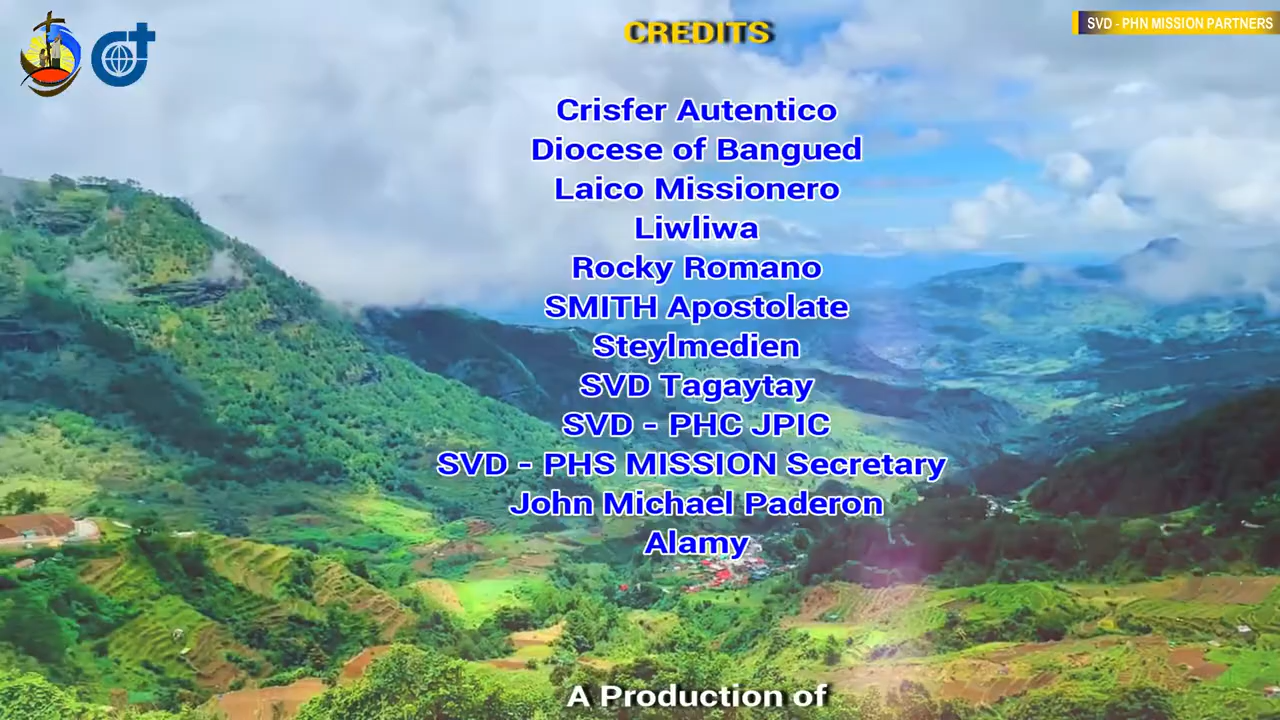 CREDITS
SVD - PHN MISSION PARTNERS
Crisfer Autentico
Diocese of Bangued
Laico Missionero
Liwliwa
Rocky Romano
SMITH Apostolate
Steylmedien
SVD Tagaytay
SVD - PHC JPIC
SVD - PHS MISSION Secretary
John Michael Paderon
Alamy
A Production of